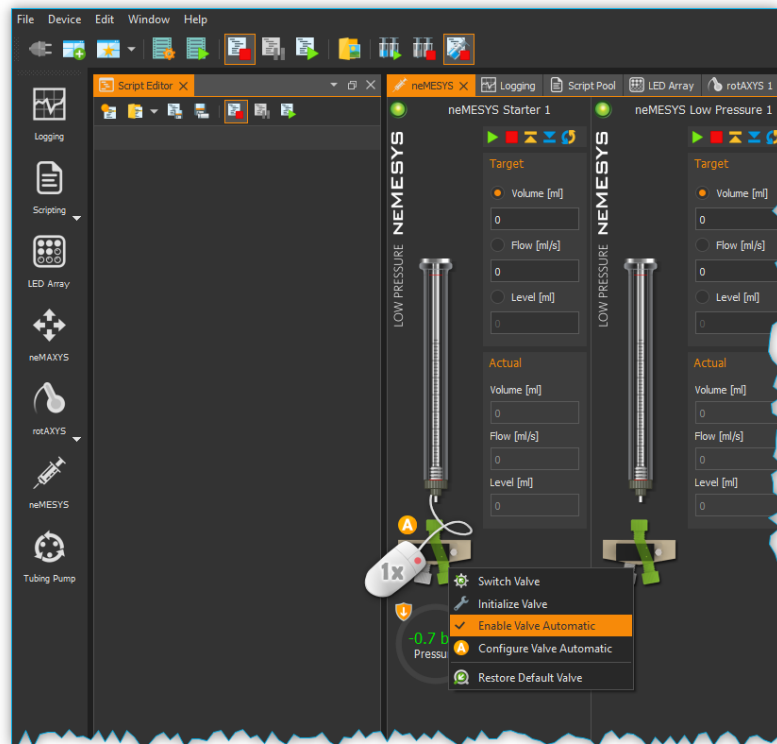 File Device Edit Window Help
Script Editor
neMESYS
Logging
Script Pool
LED Array
rotAXYS 1
Logging
Scripting
LED Array
neMAXYS
rotAXYS
neMESYS
Tubing Pump
neMESYS Starter 1
LOW PRESSURE NEMESYS
Target
Volume [ml]
0
Flow [ml/s]
0
Level [ml]
0
Actual
Volume [ml]
0
Flow [ml/s]
0
Level [ml]
0
A
1x
-0.7 b
Pressu
neMESYS Low Pressure 1
LOW PRESSURE NEMESYS
Target
Volume [ml]
0
Flow [ml/s]
0
Level [ml]
0
Actual
Volume [ml]
0
Flow [ml/s]
0
Level [ml]
0
Switch Valve
Initialize Valve
Enable Valve Automatic
A Configure Valve Automatic
Restore Default Valve